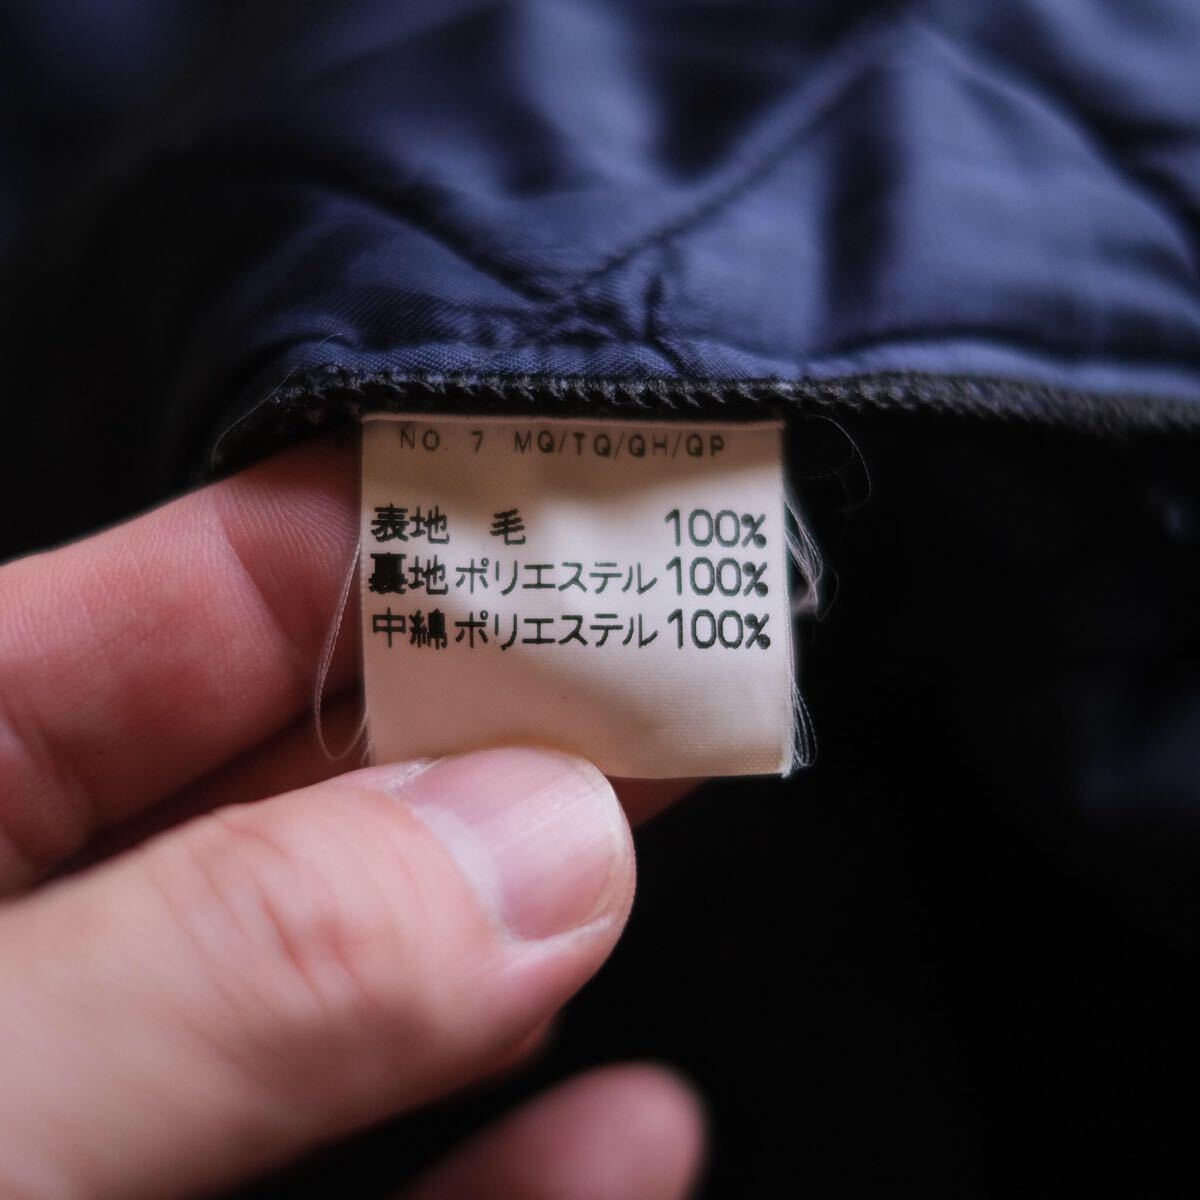 NO. 7 MQ/TQ/QH/QP
表地 毛 100%
裏地 ポリエステル 100%
中綿 ポリエステル 100%